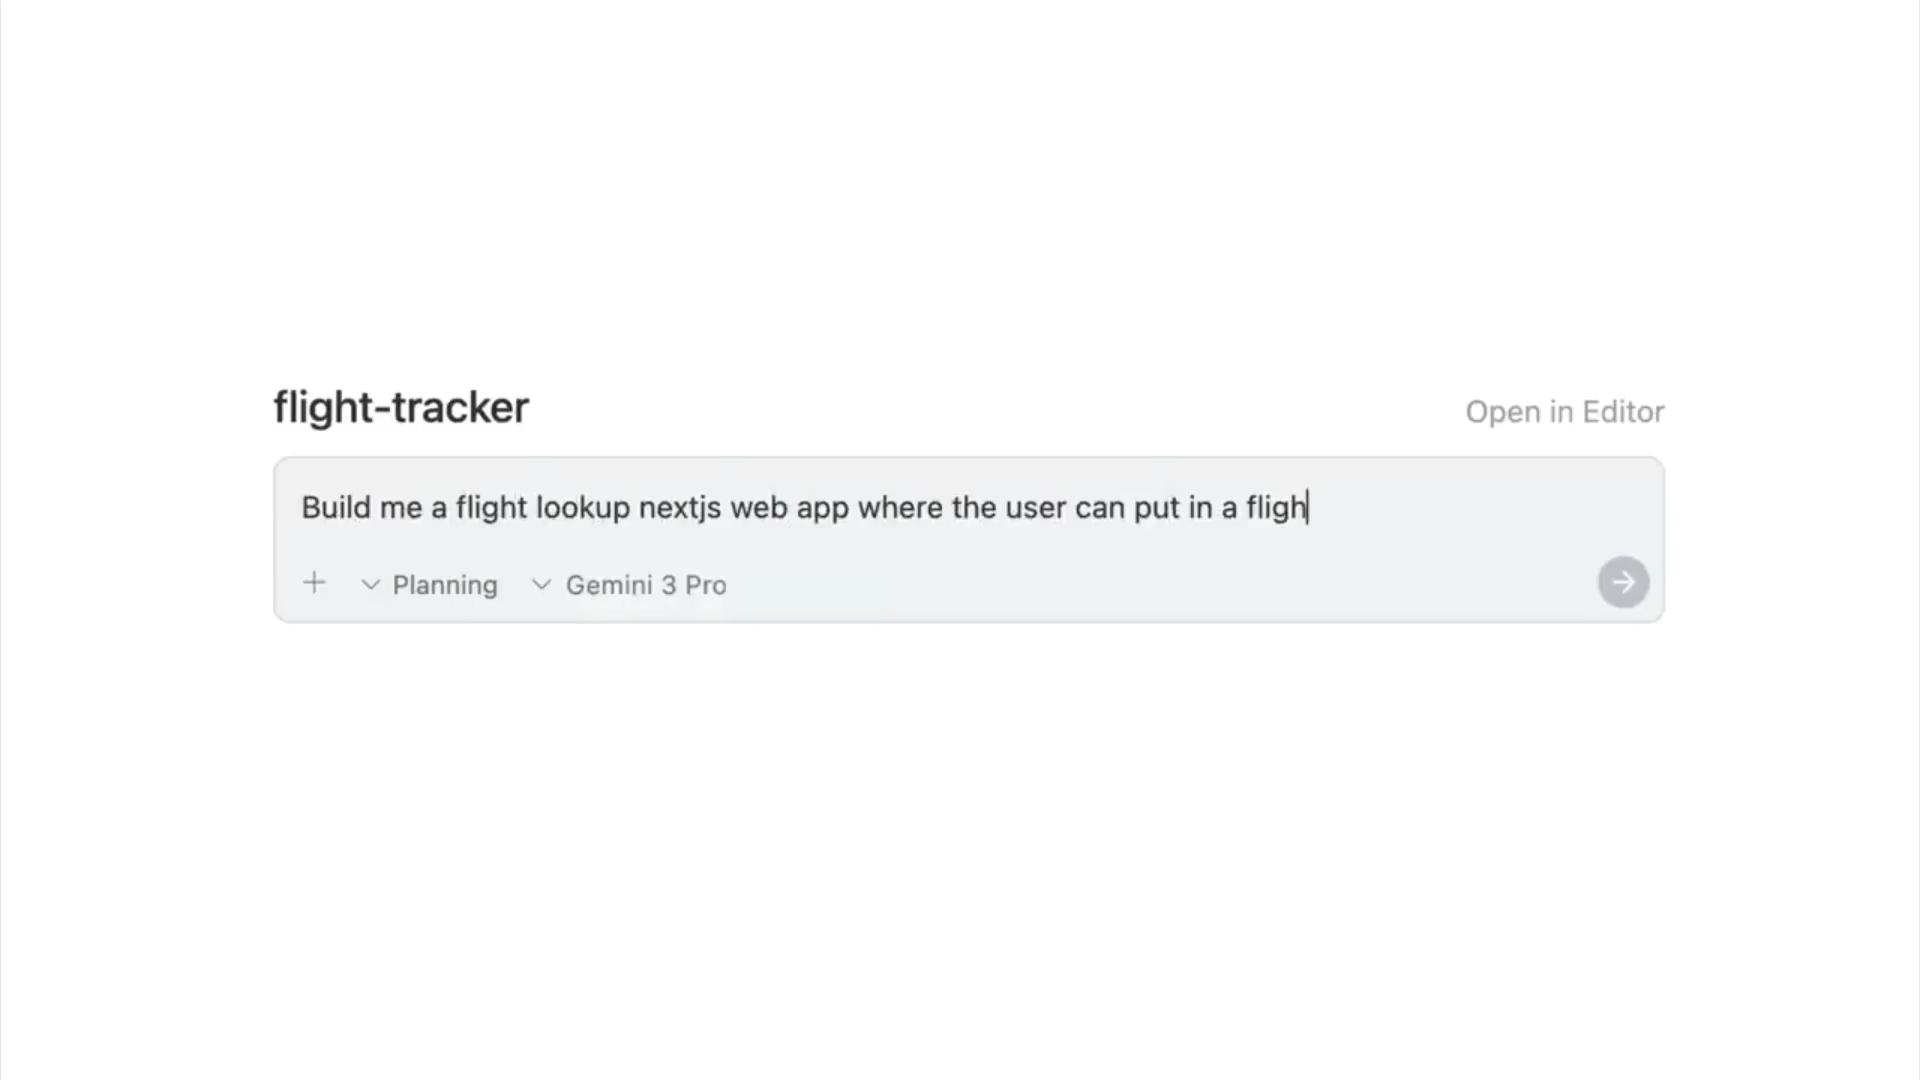 flight-tracker
Open in Editor
Build me a flight lookup nextjs web app where the user can put in a fligh
Planning
Gemini 3 Pro